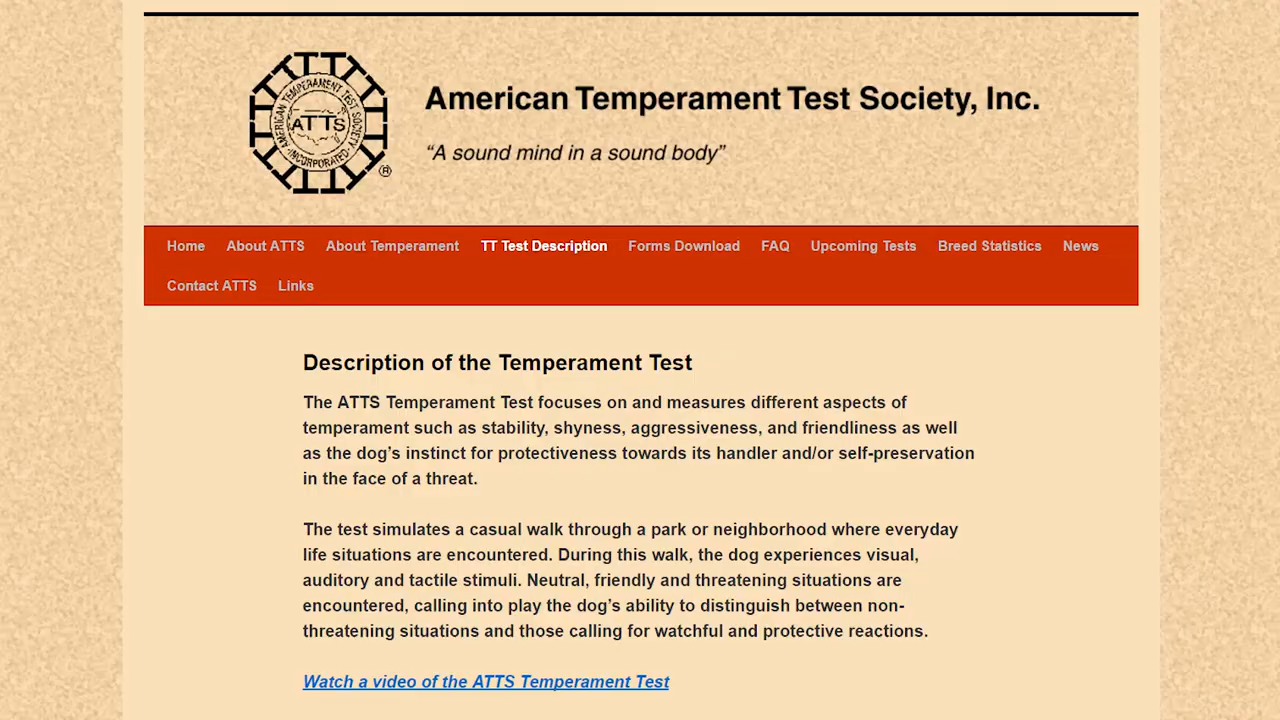 AMERICAN TEMPERAMENT TEST SOCIETY
ATTS
INCORPORATED
®
American Temperament Test Society, Inc.
“A sound mind in a sound body”
Home About ATTS About Temperament TT Test Description Forms Download FAQ Upcoming Tests Breed Statistics News
Contact ATTS Links
Description of the Temperament Test
The ATTS Temperament Test focuses on and measures different aspects of
temperament such as stability, shyness, aggressiveness, and friendliness as well
as the dog’s instinct for protectiveness towards its handler and/or self-preservation
in the face of a threat.
The test simulates a casual walk through a park or neighborhood where everyday
life situations are encountered. During this walk, the dog experiences visual,
auditory and tactile stimuli. Neutral, friendly and threatening situations are
encountered, calling into play the dog’s ability to distinguish between non-
threatening situations and those calling for watchful and protective reactions.
Watch a video of the ATTS Temperament Test